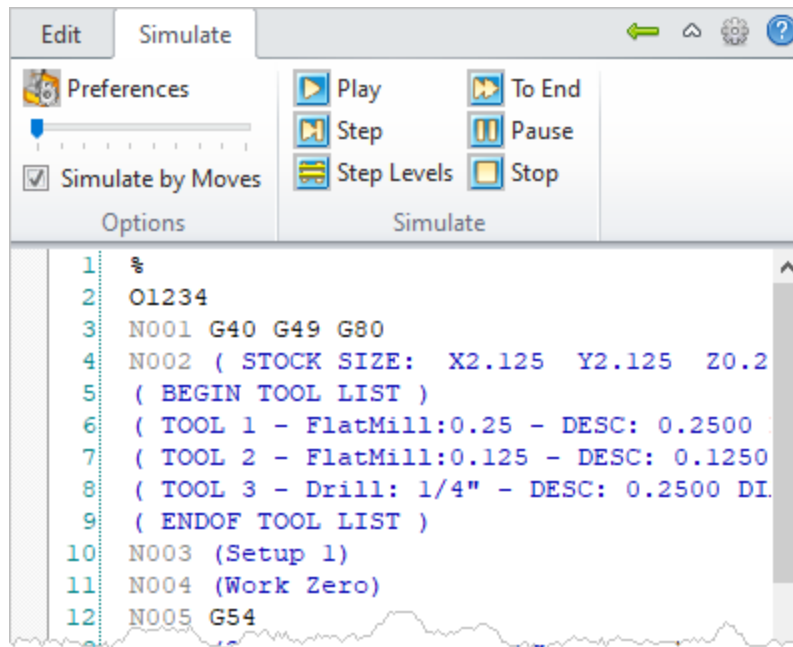 Edit Simulate ?
Preferences Play To End
Step Pause
Simulate by Moves Step Levels Stop
Options Simulate
1 %
2 O1234
3 N001 G40 G49 G80
4 N002 ( STOCK SIZE: X2.125 Y2.125 Z0.2
5 ( BEGIN TOOL LIST )
6 ( TOOL 1 - FlatMill:0.25 - DESC: 0.2500
7 ( TOOL 2 - FlatMill:0.125 - DESC: 0.1250
8 ( TOOL 3 - Drill: 1/4" - DESC: 0.2500 DI
9 ( ENDOF TOOL LIST )
10 N003 (Setup 1)
11 N004 (Work Zero)
12 N005 G54